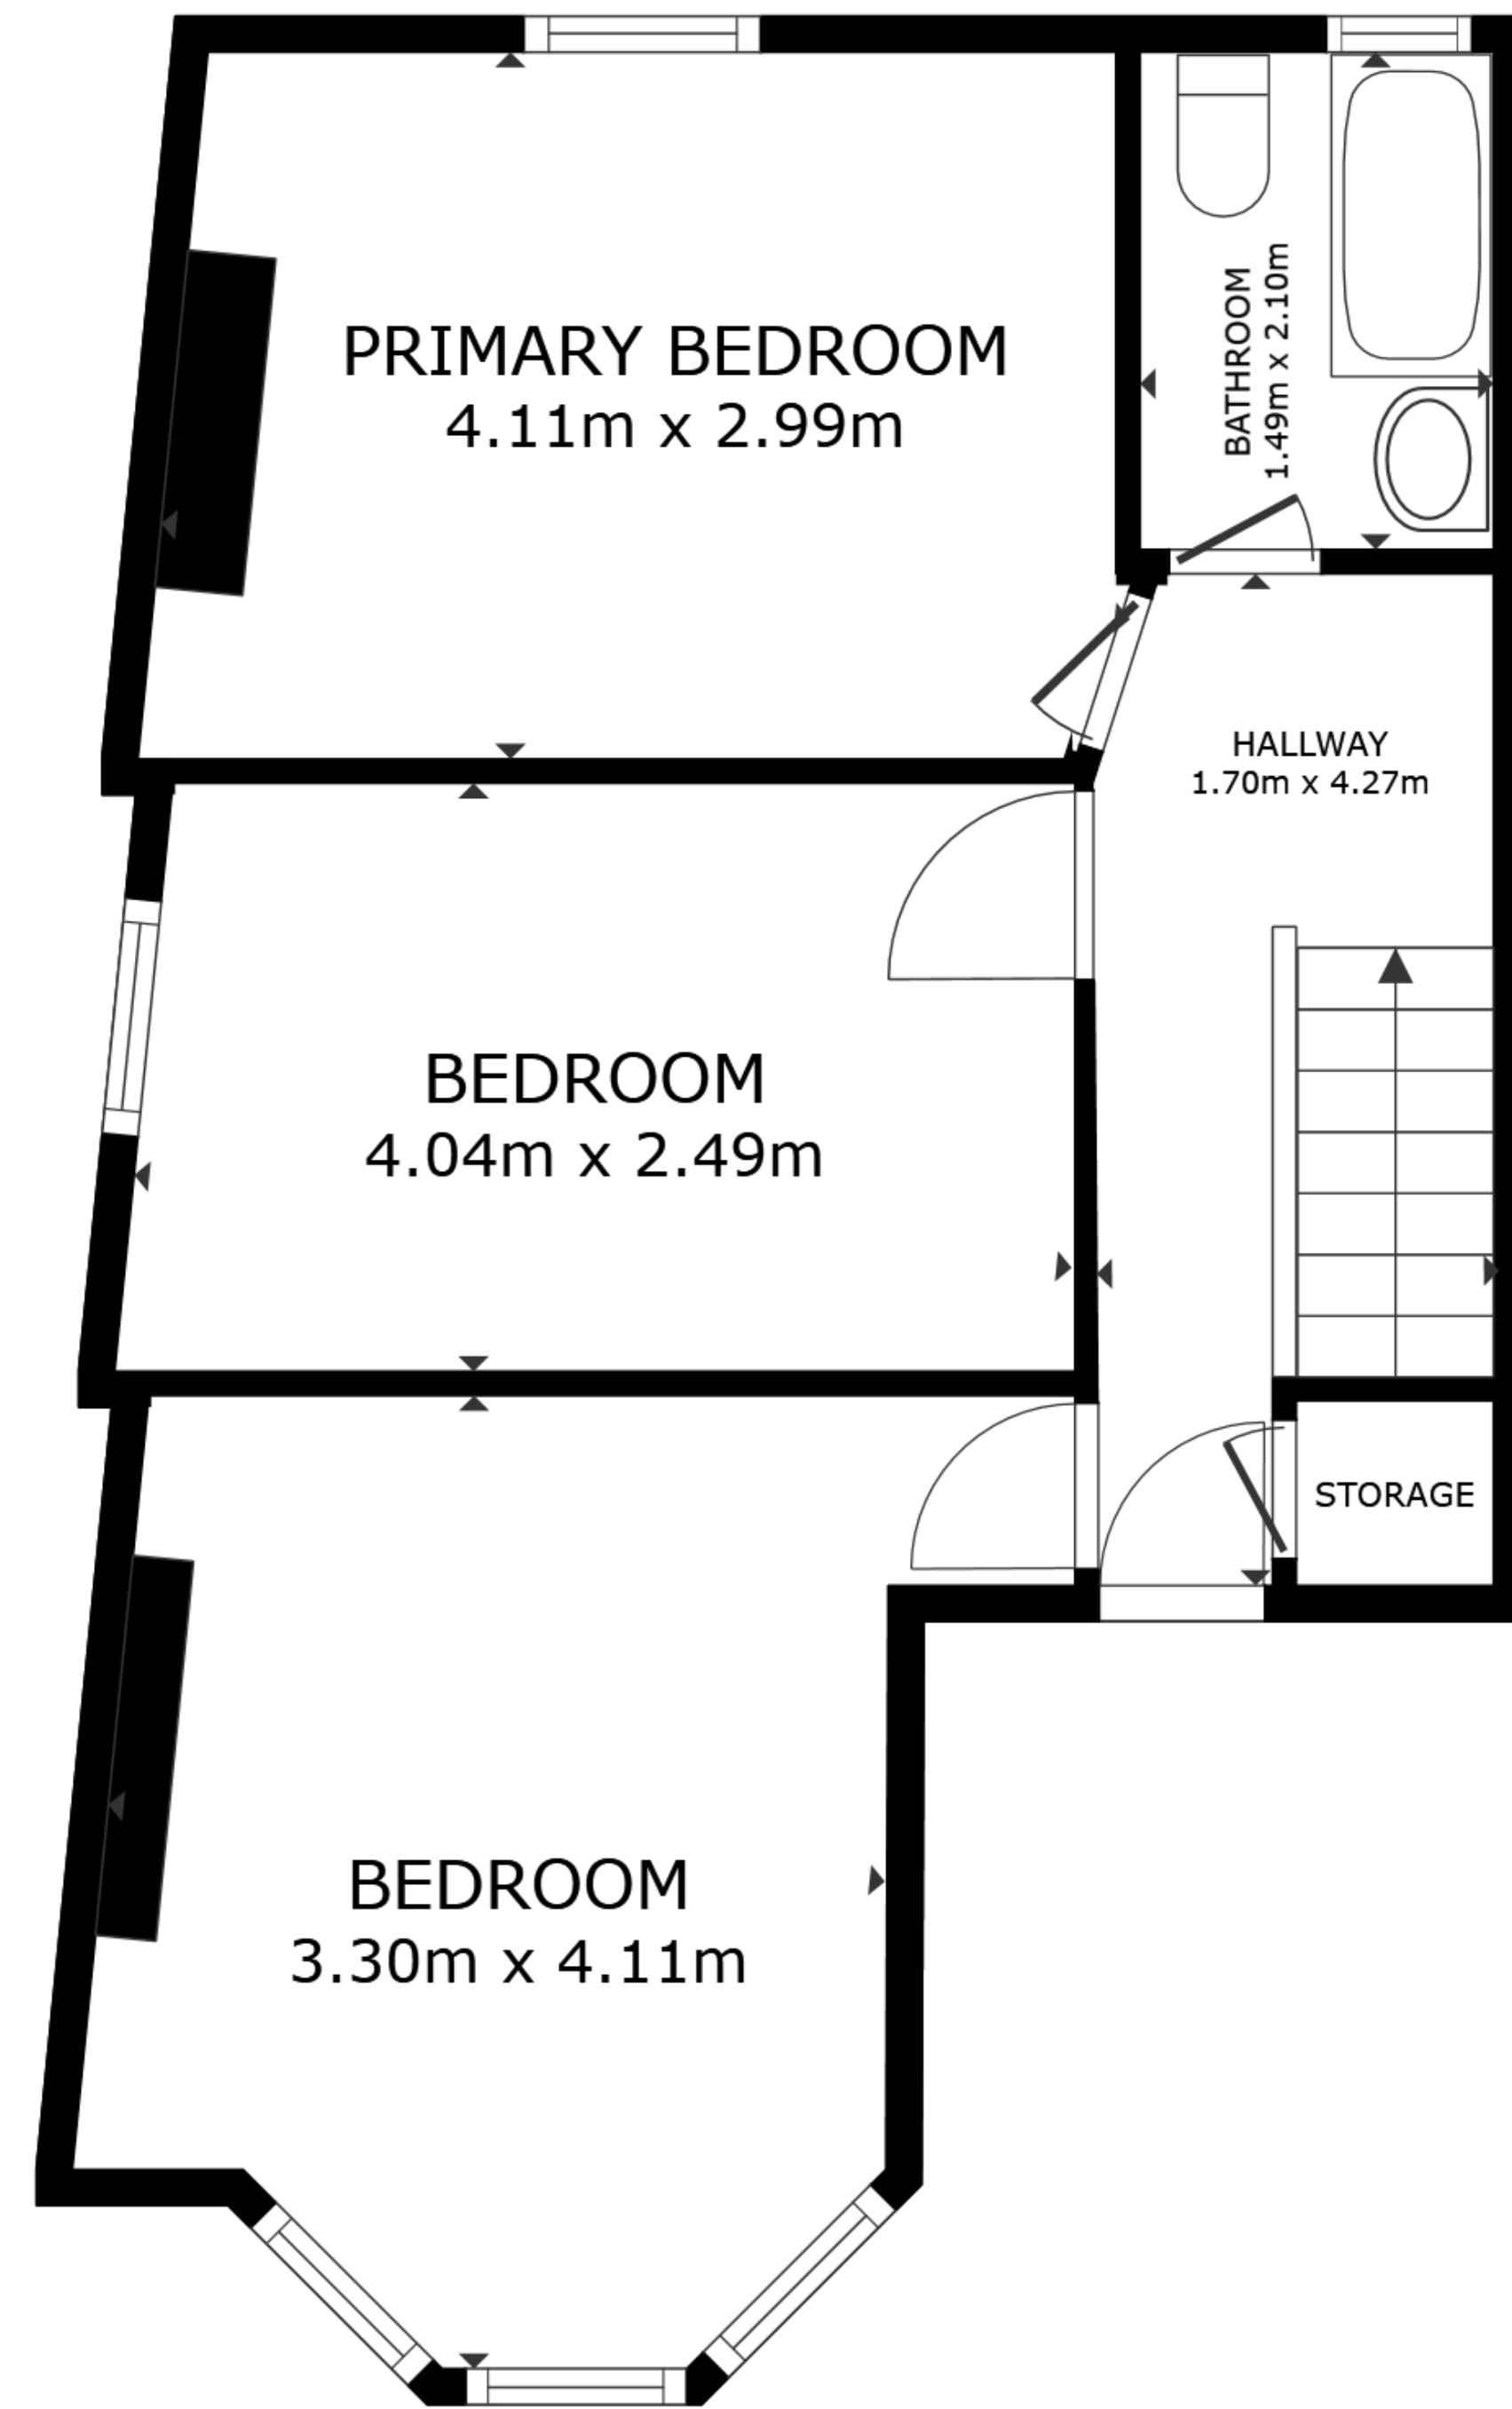 PRIMARY BEDROOM
4.11m x 2.99m
BATHROOM
1.49m x 2.10m
HALLWAY
1.70m x 4.27m
BEDROOM
4.04m x 2.49m
STORAGE
BEDROOM
3.30m x 4.11m